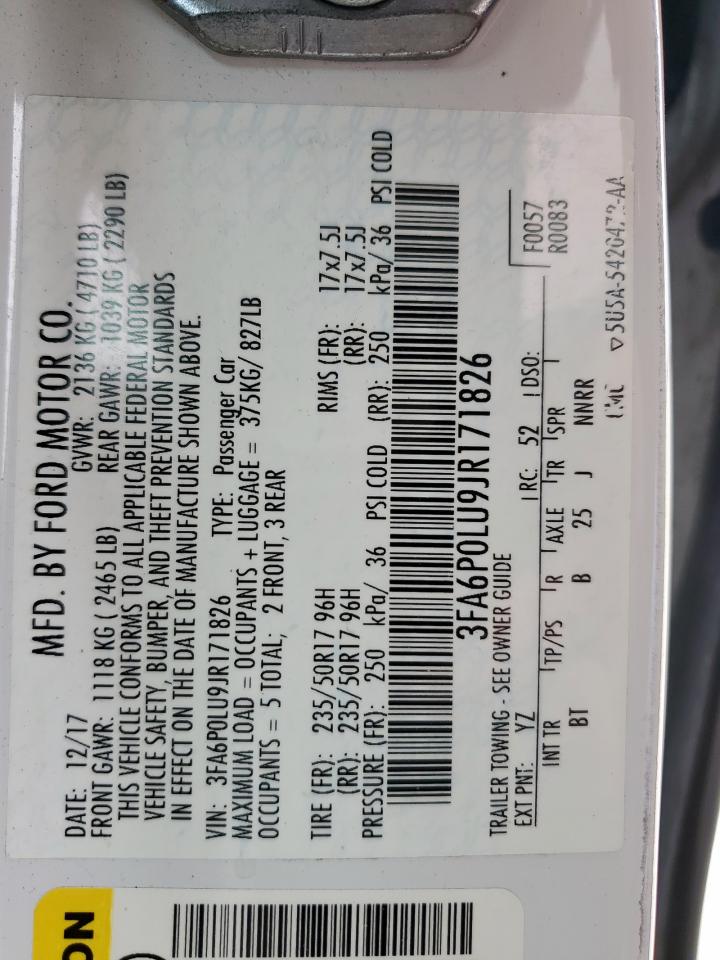 MFD. BY FORD MOTOR CO.
DATE: 12/17 GVWR: 2136 KG ( 4710 LB)
FRONT GAWR: 1118 KG ( 2465 LB) REAR GAWR: 1039 KG ( 2290 LB)
THIS VEHICLE CONFORMS TO ALL APPLICABLE FEDERAL MOTOR
VEHICLE SAFETY, BUMPER, AND THEFT PREVENTION STANDARDS
IN EFFECT ON THE DATE OF MANUFACTURE SHOWN ABOVE.
VIN: 3FA6P0LU9JR171826 TYPE: Passenger Car
MAXIMUM LOAD = OCCUPANTS + LUGGAGE = 375KG/ 827LB
OCCUPANTS = 5 TOTAL; 2 FRONT, 3 REAR
TIRE (FR): 235/50R17 96H RIMS (FR): 17x7.5J
(RR): 235/50R17 96H (RR): 17x7.5J
PRESSURE (FR): 250 kPa/ 36 PSI COLD (RR): 250 kPa/ 36 PSI COLD
3FA6P0LU9JR171826
TRAILER TOWING - SEE OWNER GUIDE F0057
EXT PNT: YZ RC: 52 DSO: R0083
INT TR TP/PS R AXLE TR SPR
BT B 25 J NNRR
ON